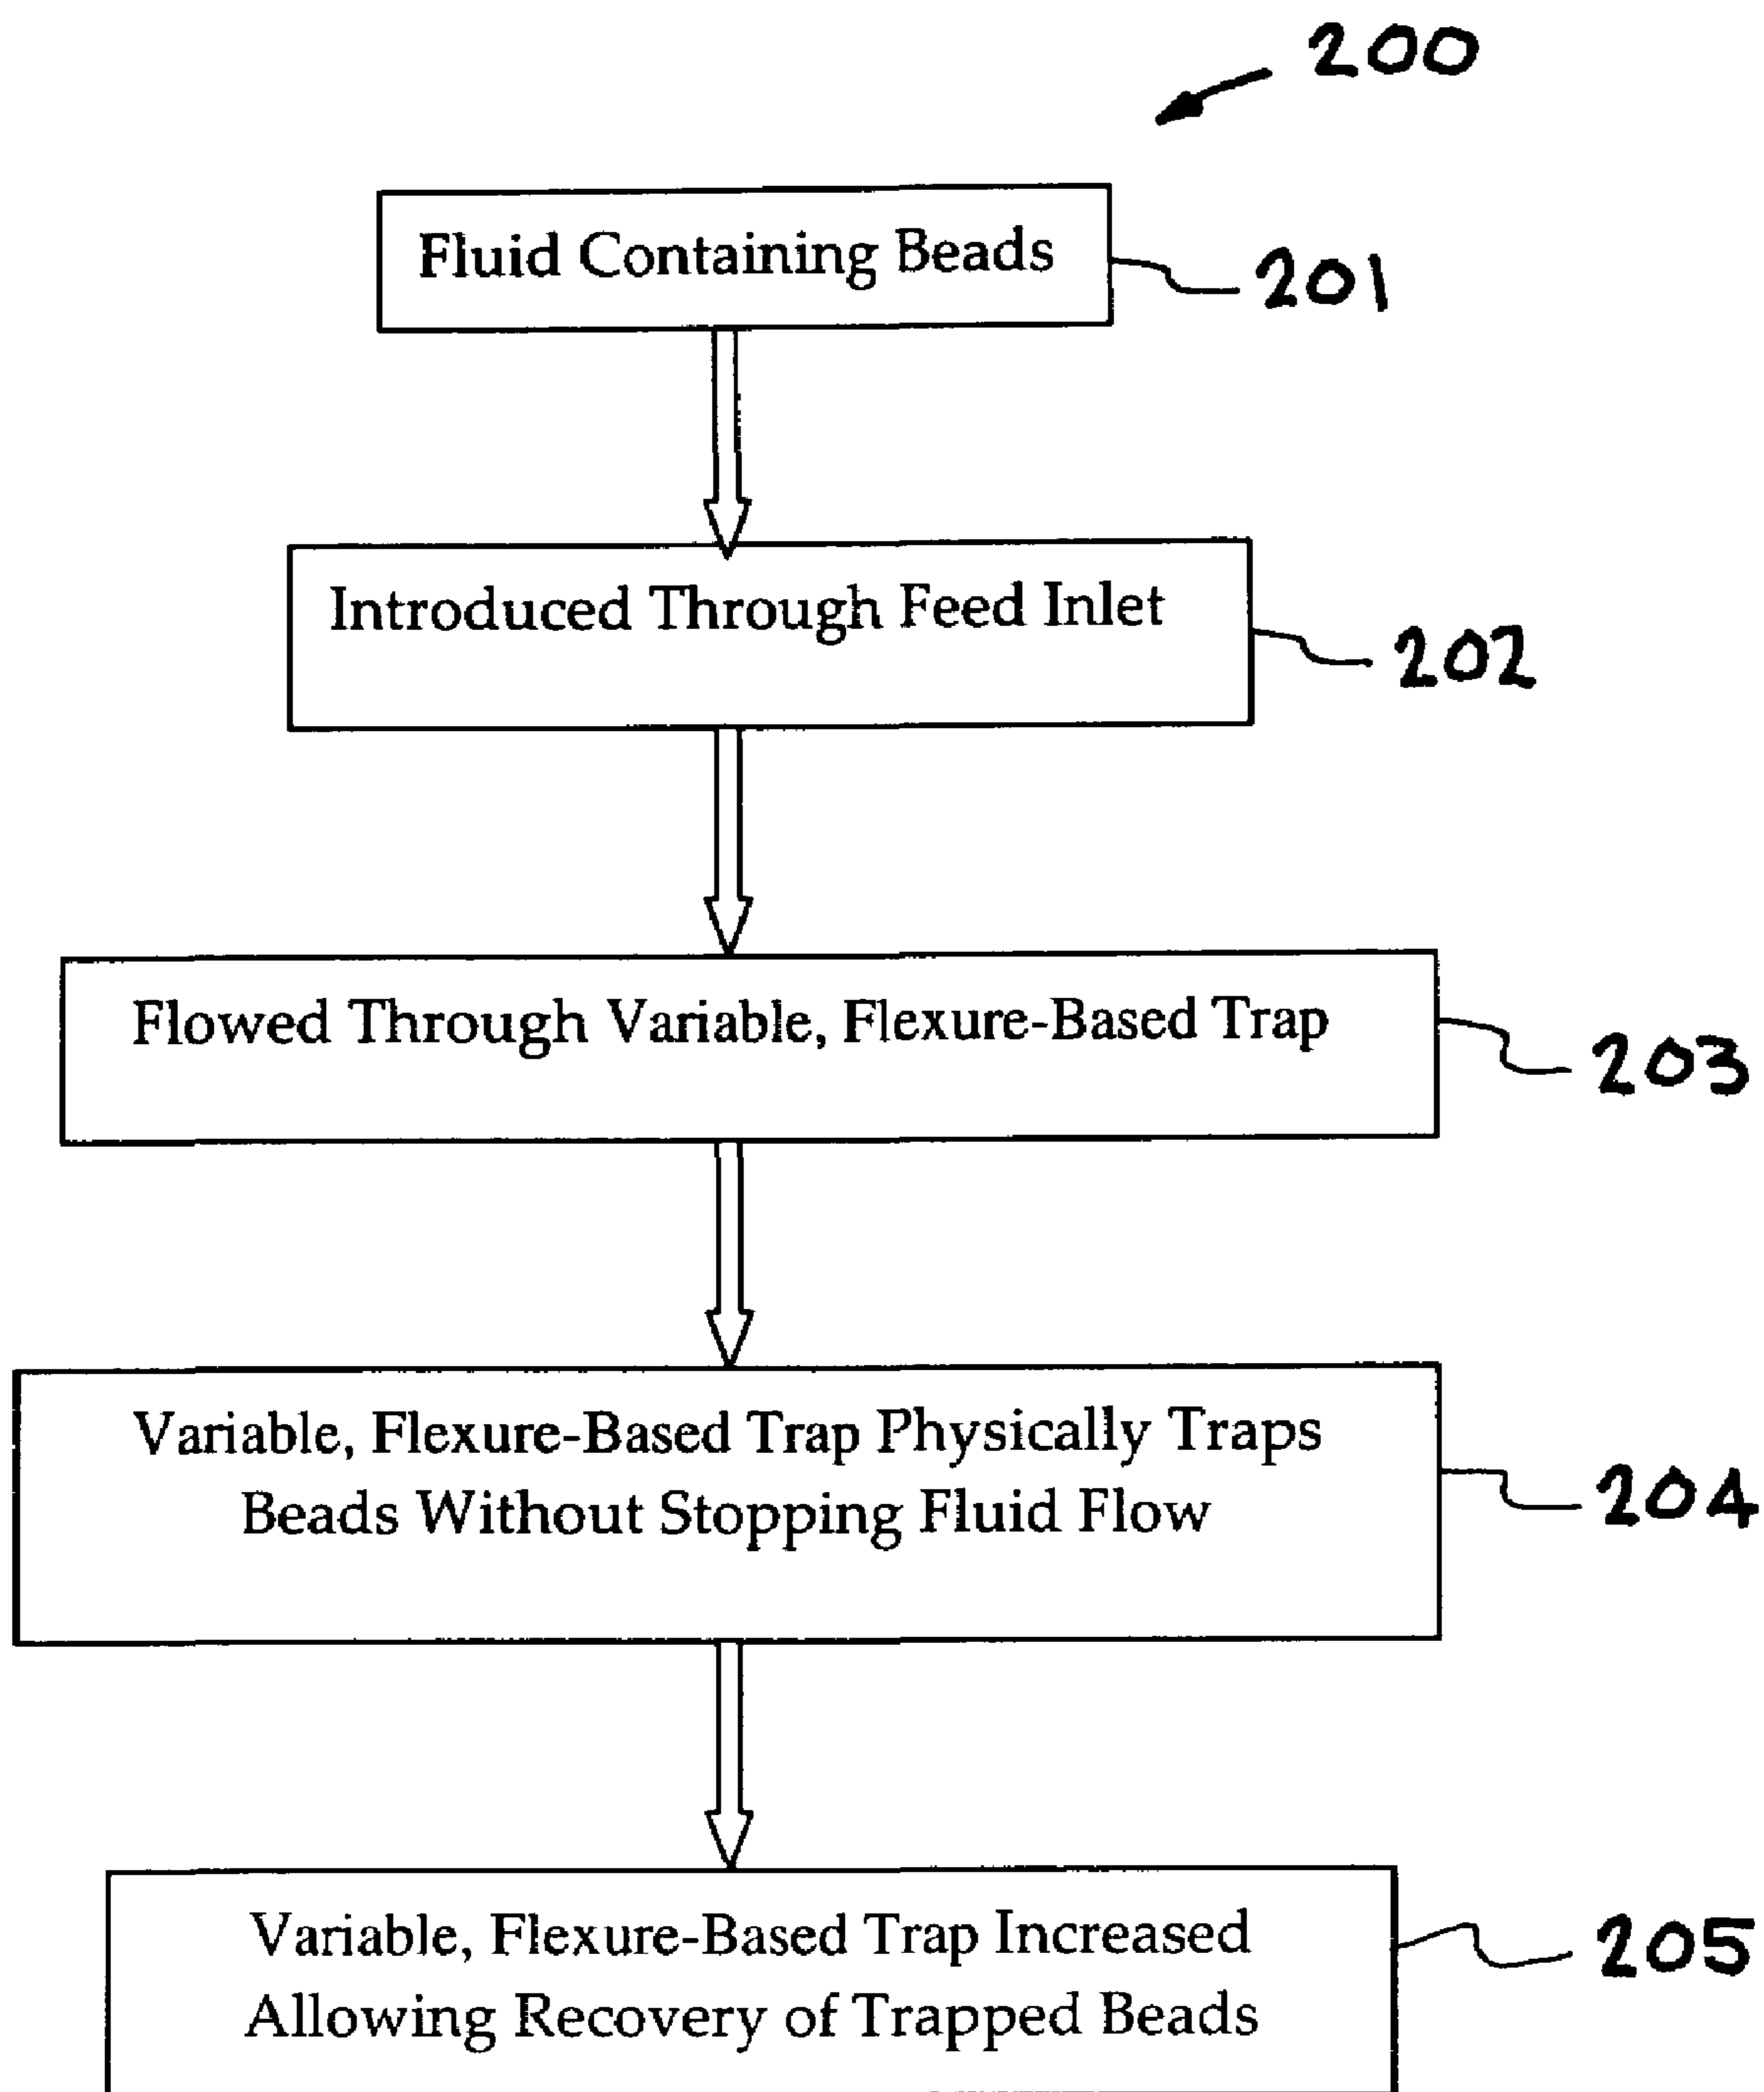 200
Fluid Containing Beads
201
Introduced Through Feed Inlet
202
Flowed Through Variable, Flexure-Based Trap
203
Variable, Flexure-Based Trap Physically Traps
Beads Without Stopping Fluid Flow
204
Variable, Flexure-Based Trap Increased
Allowing Recovery of Trapped Beads
205